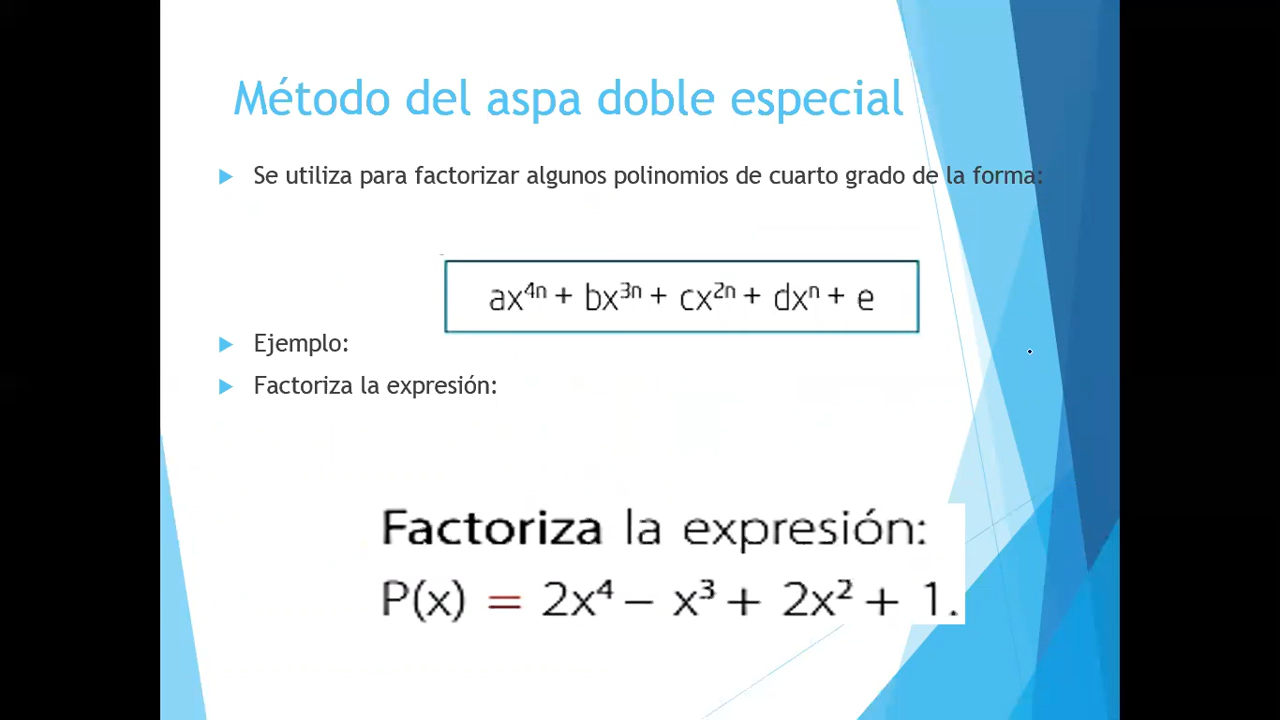 Método del aspa doble especial
Se utiliza para factorizar algunos polinomios de cuarto grado de la forma:
ax⁴ⁿ + bx³ⁿ + cx²ⁿ + dxⁿ + e
Ejemplo:
Factoriza la expresión:
Factoriza la expresión:
P(x) = 2x⁴ – x³ + 2x² + 1.